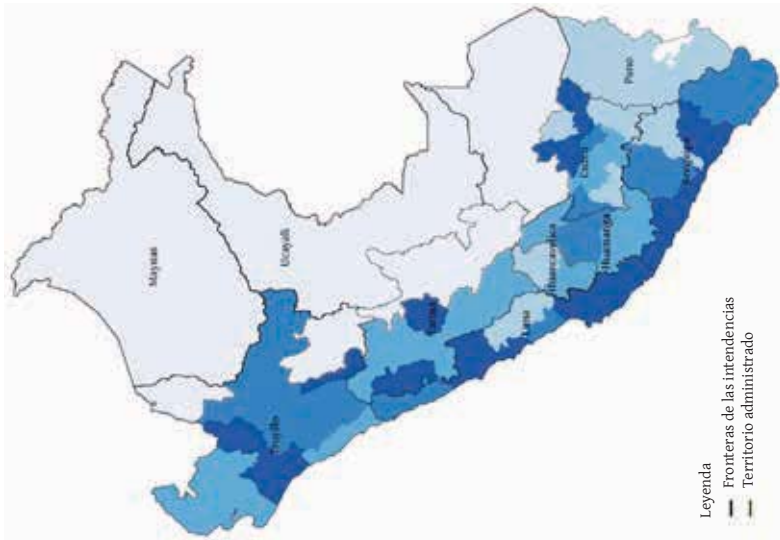 Maynas
Ucayali
Trujillo
Tarma
Lima
Huancavelica
Huamanga
Cuzco
Arequipa
Puno
Leyenda
Fronteras de las intendencias
Territorio administrado